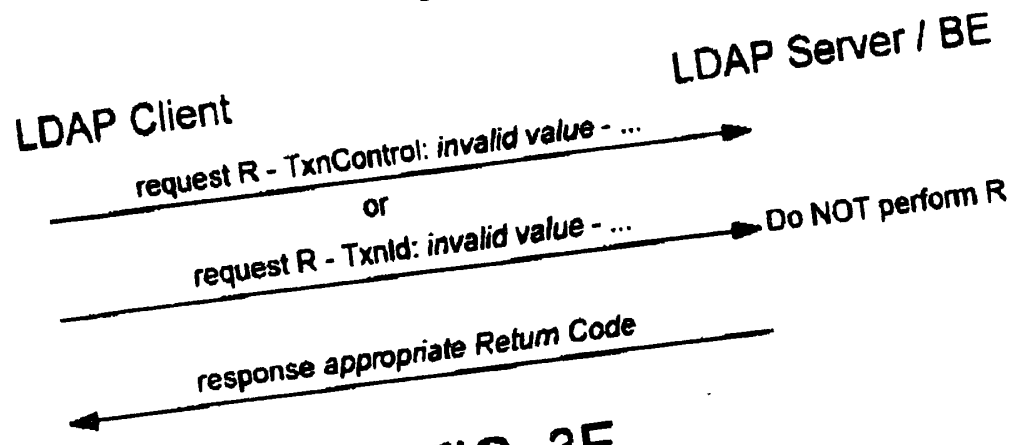 LDAP Client
LDAP Server / BE
request R - TxnControl: invalid value - ...
or
request R - TxnId: invalid value - ...
Do NOT perform R
response appropriate Return Code